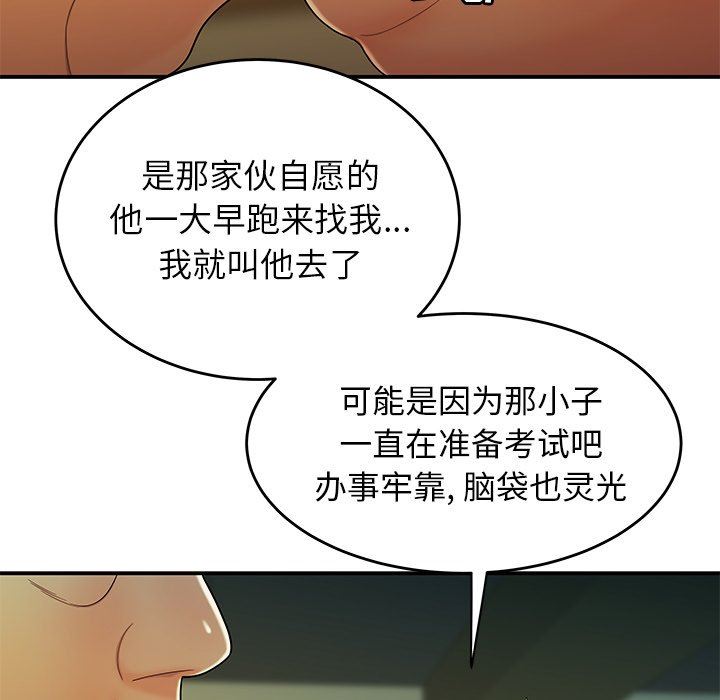 是那家伙自愿的
他一大早跑来找我...
我就叫他去了
可能是因为那小子
一直在准备考试吧
办事牢靠, 脑袋也灵光